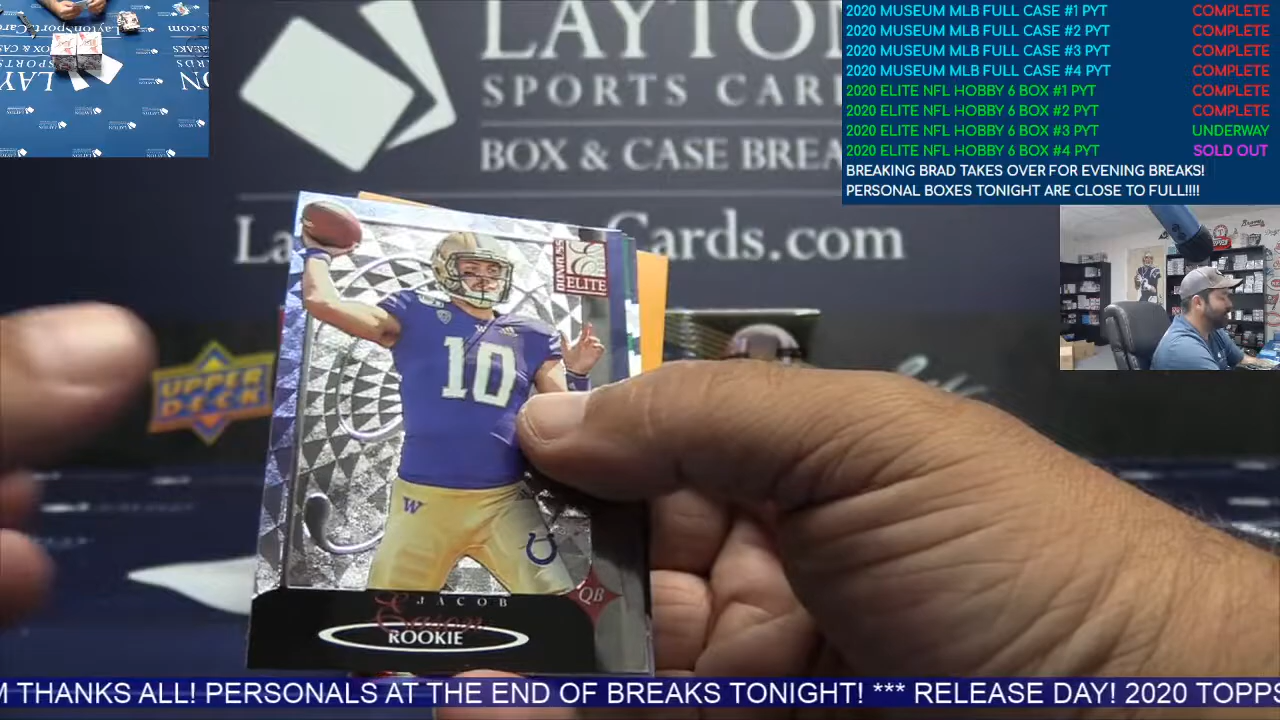 LAYTON
SPORTS CAR
BOX & CASE BREA
La Cards.com
2020 MUSEUM MLB FULL CASE #1 PYT COMPLETE
2020 MUSEUM MLB FULL CASE #2 PYT COMPLETE
2020 MUSEUM MLB FULL CASE #3 PYT COMPLETE
2020 MUSEUM MLB FULL CASE #4 PYT COMPLETE
2020 ELITE NFL HOBBY 6 BOX #1 PYT COMPLETE
2020 ELITE NFL HOBBY 6 BOX #2 PYT COMPLETE
2020 ELITE NFL HOBBY 6 BOX #3 PYT UNDERWAY
2020 ELITE NFL HOBBY 6 BOX #4 PYT SOLD OUT
BREAKING BRAD TAKES OVER FOR EVENING BREAKS!
PERSONAL BOXES TONIGHT ARE CLOSE TO FULL!!!!
DONRUSS
ELITE
10
W
UPPER
DECK
QB
JACOB
Eason
ROOKIE
M THANKS ALL! PERSONALS AT THE END OF BREAKS TONIGHT! *** RELEASE DAY! 2020 TOPPS